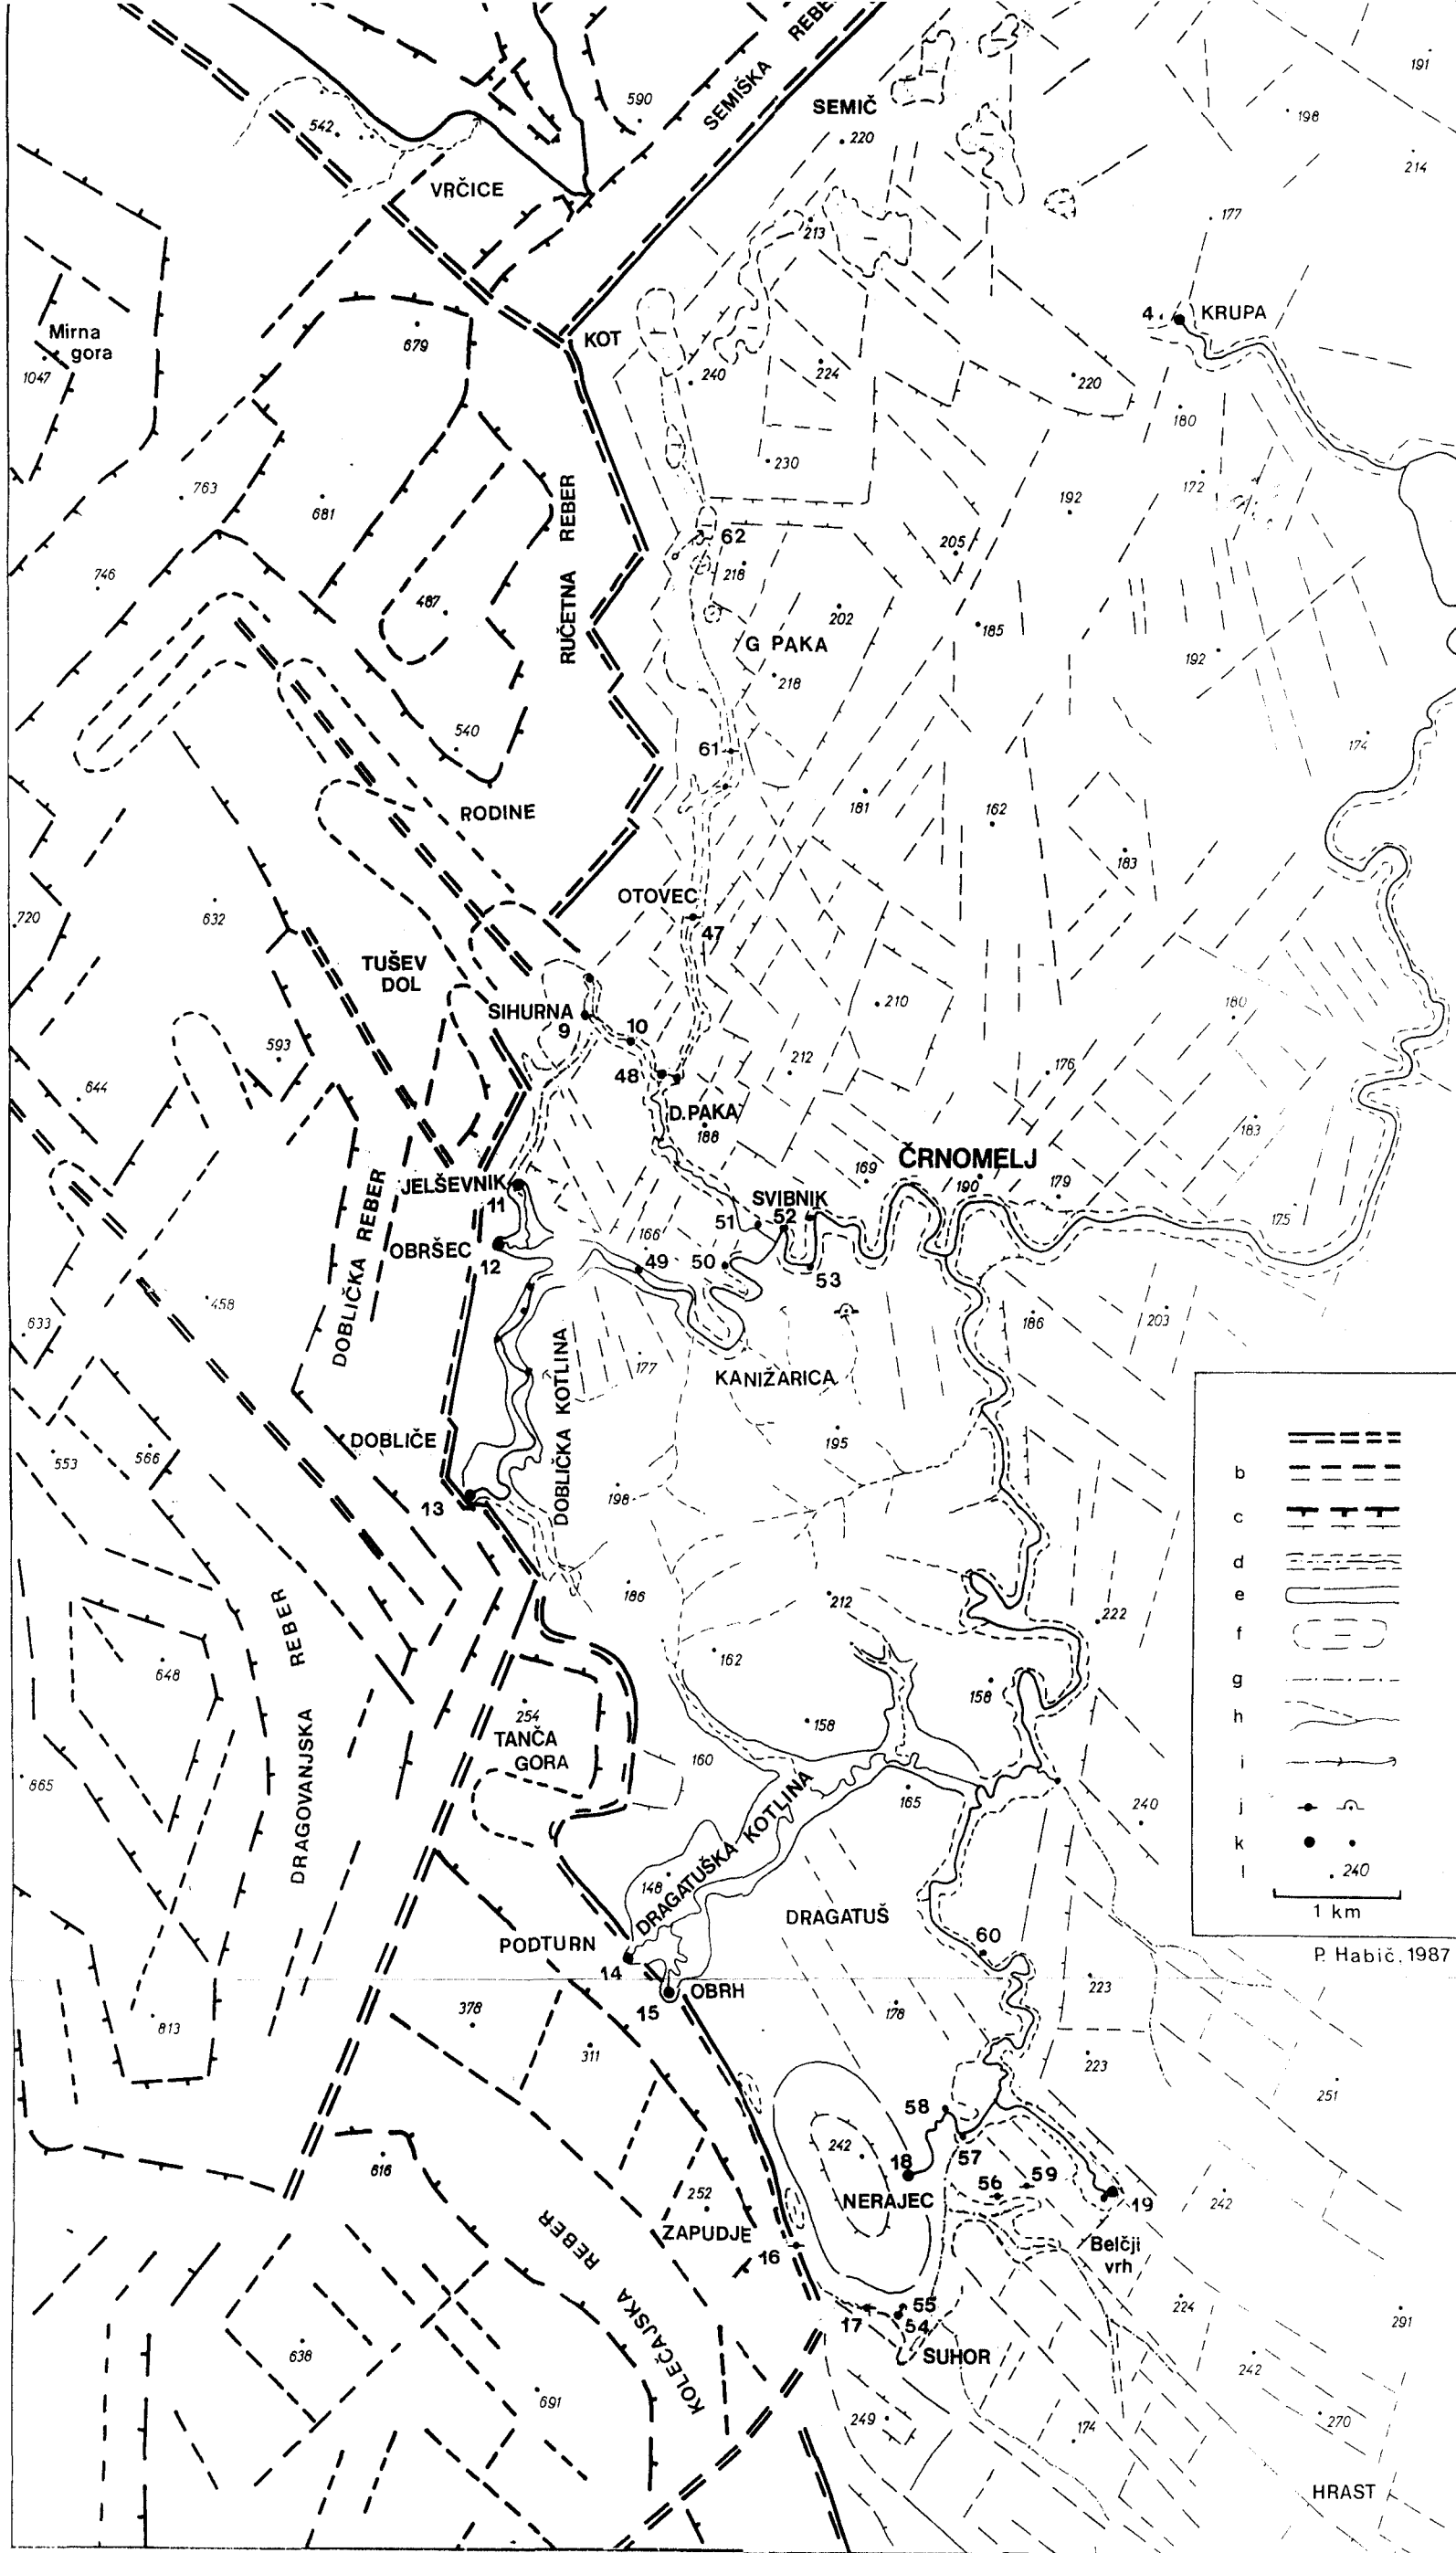 SEMIŠKA REBER
191
590
SEMIČ
198
542
220
214
VRČICE
177
213
4
KRUPA
Mirna
gora
679
KOT
1047
240
224
220
180
763
681
230
192
172
RUČETNA REBER
62
205
746
487
218
202
185
G PAKA
192
218
540
61
174
RODINE
181
162
183
720
632
OTOVEC
47
TUŠEV
DOL
SIHURNA
9
210
180
10
593
212
176
644
48
D.PAKA
188
183
ČRNOMELJ
JELŠEVNIK
11
169
190
179
SVIBNIK
51
52
175
DOBLIČKA REBER
OBRŠEC
12
166
49
50
53
458
633
186
203
DOBLIČKA KOTLINA
177
KANIŽARICA
DOBLIČE
195
553
566
b
13
198
c
d
186
212
e
222
f
DRAGOVANJSKA REBER
648
162
158
g
254
158
h
TANČA
GORA
160
i
865
165
240
j
DRAGATUŠKA KOTLINA
k
148
l
. 240
1 km
DRAGATUŠ
PODTURN
60
P. Habič, 1987
14
223
15
OBRH
378
178
813
311
223
251
58
242
57
616
18
56
59
252
NERAJEC
19
242
ZAPUDJE
16
Belčji
vrh
KOLEČAJSKA REBER
55
224
291
17
54
638
SUHOR
242
691
249
174
270
HRAST